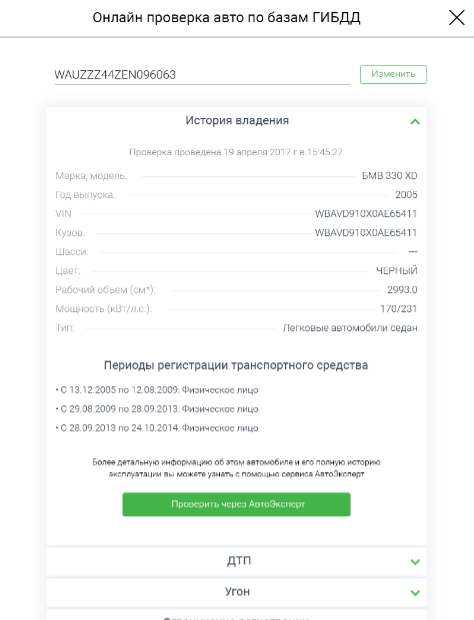 Онлайн проверка авто по базам ГИБДД
WAUZZZ44ZEN096063
Изменить
История владения
Проверка проведена 19 апреля 2017 г в 15:45:27
Марка, модель: БМВ 330 XD
Год выпуска. 2005
VIN WBAVD910X0AE65411
Кузов. WBAVD910X0AE65411
Шасси: —
Цвет: ЧЕРНЫЙ
Рабочий объем (см³): 2993.0
Мощность (кВт/л.с.): 170/231
Тип: Легковые автомобили седан
Периоды регистрации транспортного средства
• С 13.12.2005 по 12.08.2009: Физическое лицо
• С 29.08.2009 по 28.09.2013: Физическое лицо
• С 28.09.2013 по 24.10.2014: Физическое лицо
Более детальную информацию об этом автомобиле и его полную историю
эксплуатации вы можете узнать с помощью сервиса АвтоЭксперт
Проверить через АвтоЭксперт
ДТП
Угон